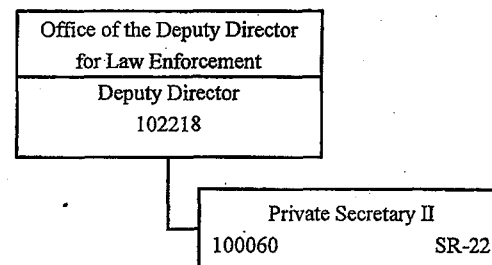 Office of the Deputy Director
for Law Enforcement
Deputy Director
102218
Private Secretary II
100060 SR-22